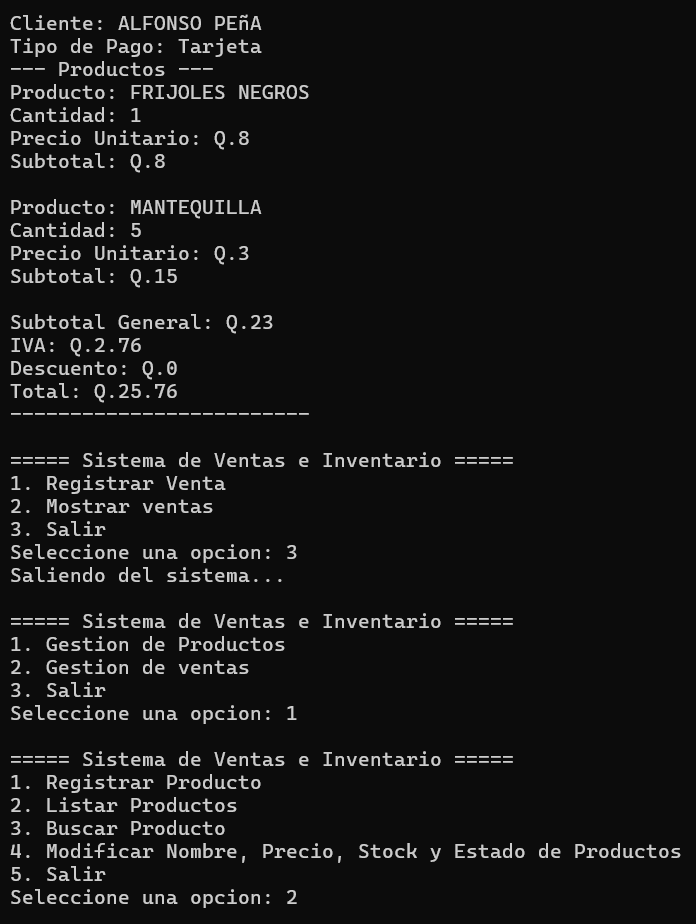 Cliente: ALFONSO PEñA
Tipo de Pago: Tarjeta
--- Productos ---
Producto: FRIJOLES NEGROS
Cantidad: 1
Precio Unitario: Q.8
Subtotal: Q.8
Producto: MANTEQUILLA
Cantidad: 5
Precio Unitario: Q.3
Subtotal: Q.15
Subtotal General: Q.23
IVA: Q.2.76
Descuento: Q.0
Total: Q.25.76
-------------------------
===== Sistema de Ventas e Inventario =====
1. Registrar Venta
2. Mostrar ventas
3. Salir
Seleccione una opcion: 3
Saliendo del sistema...
===== Sistema de Ventas e Inventario =====
1. Gestion de Productos
2. Gestion de ventas
3. Salir
Seleccione una opcion: 1
===== Sistema de Ventas e Inventario =====
1. Registrar Producto
2. Listar Productos
3. Buscar Producto
4. Modificar Nombre, Precio, Stock y Estado de Productos
5. Salir
Seleccione una opcion: 2